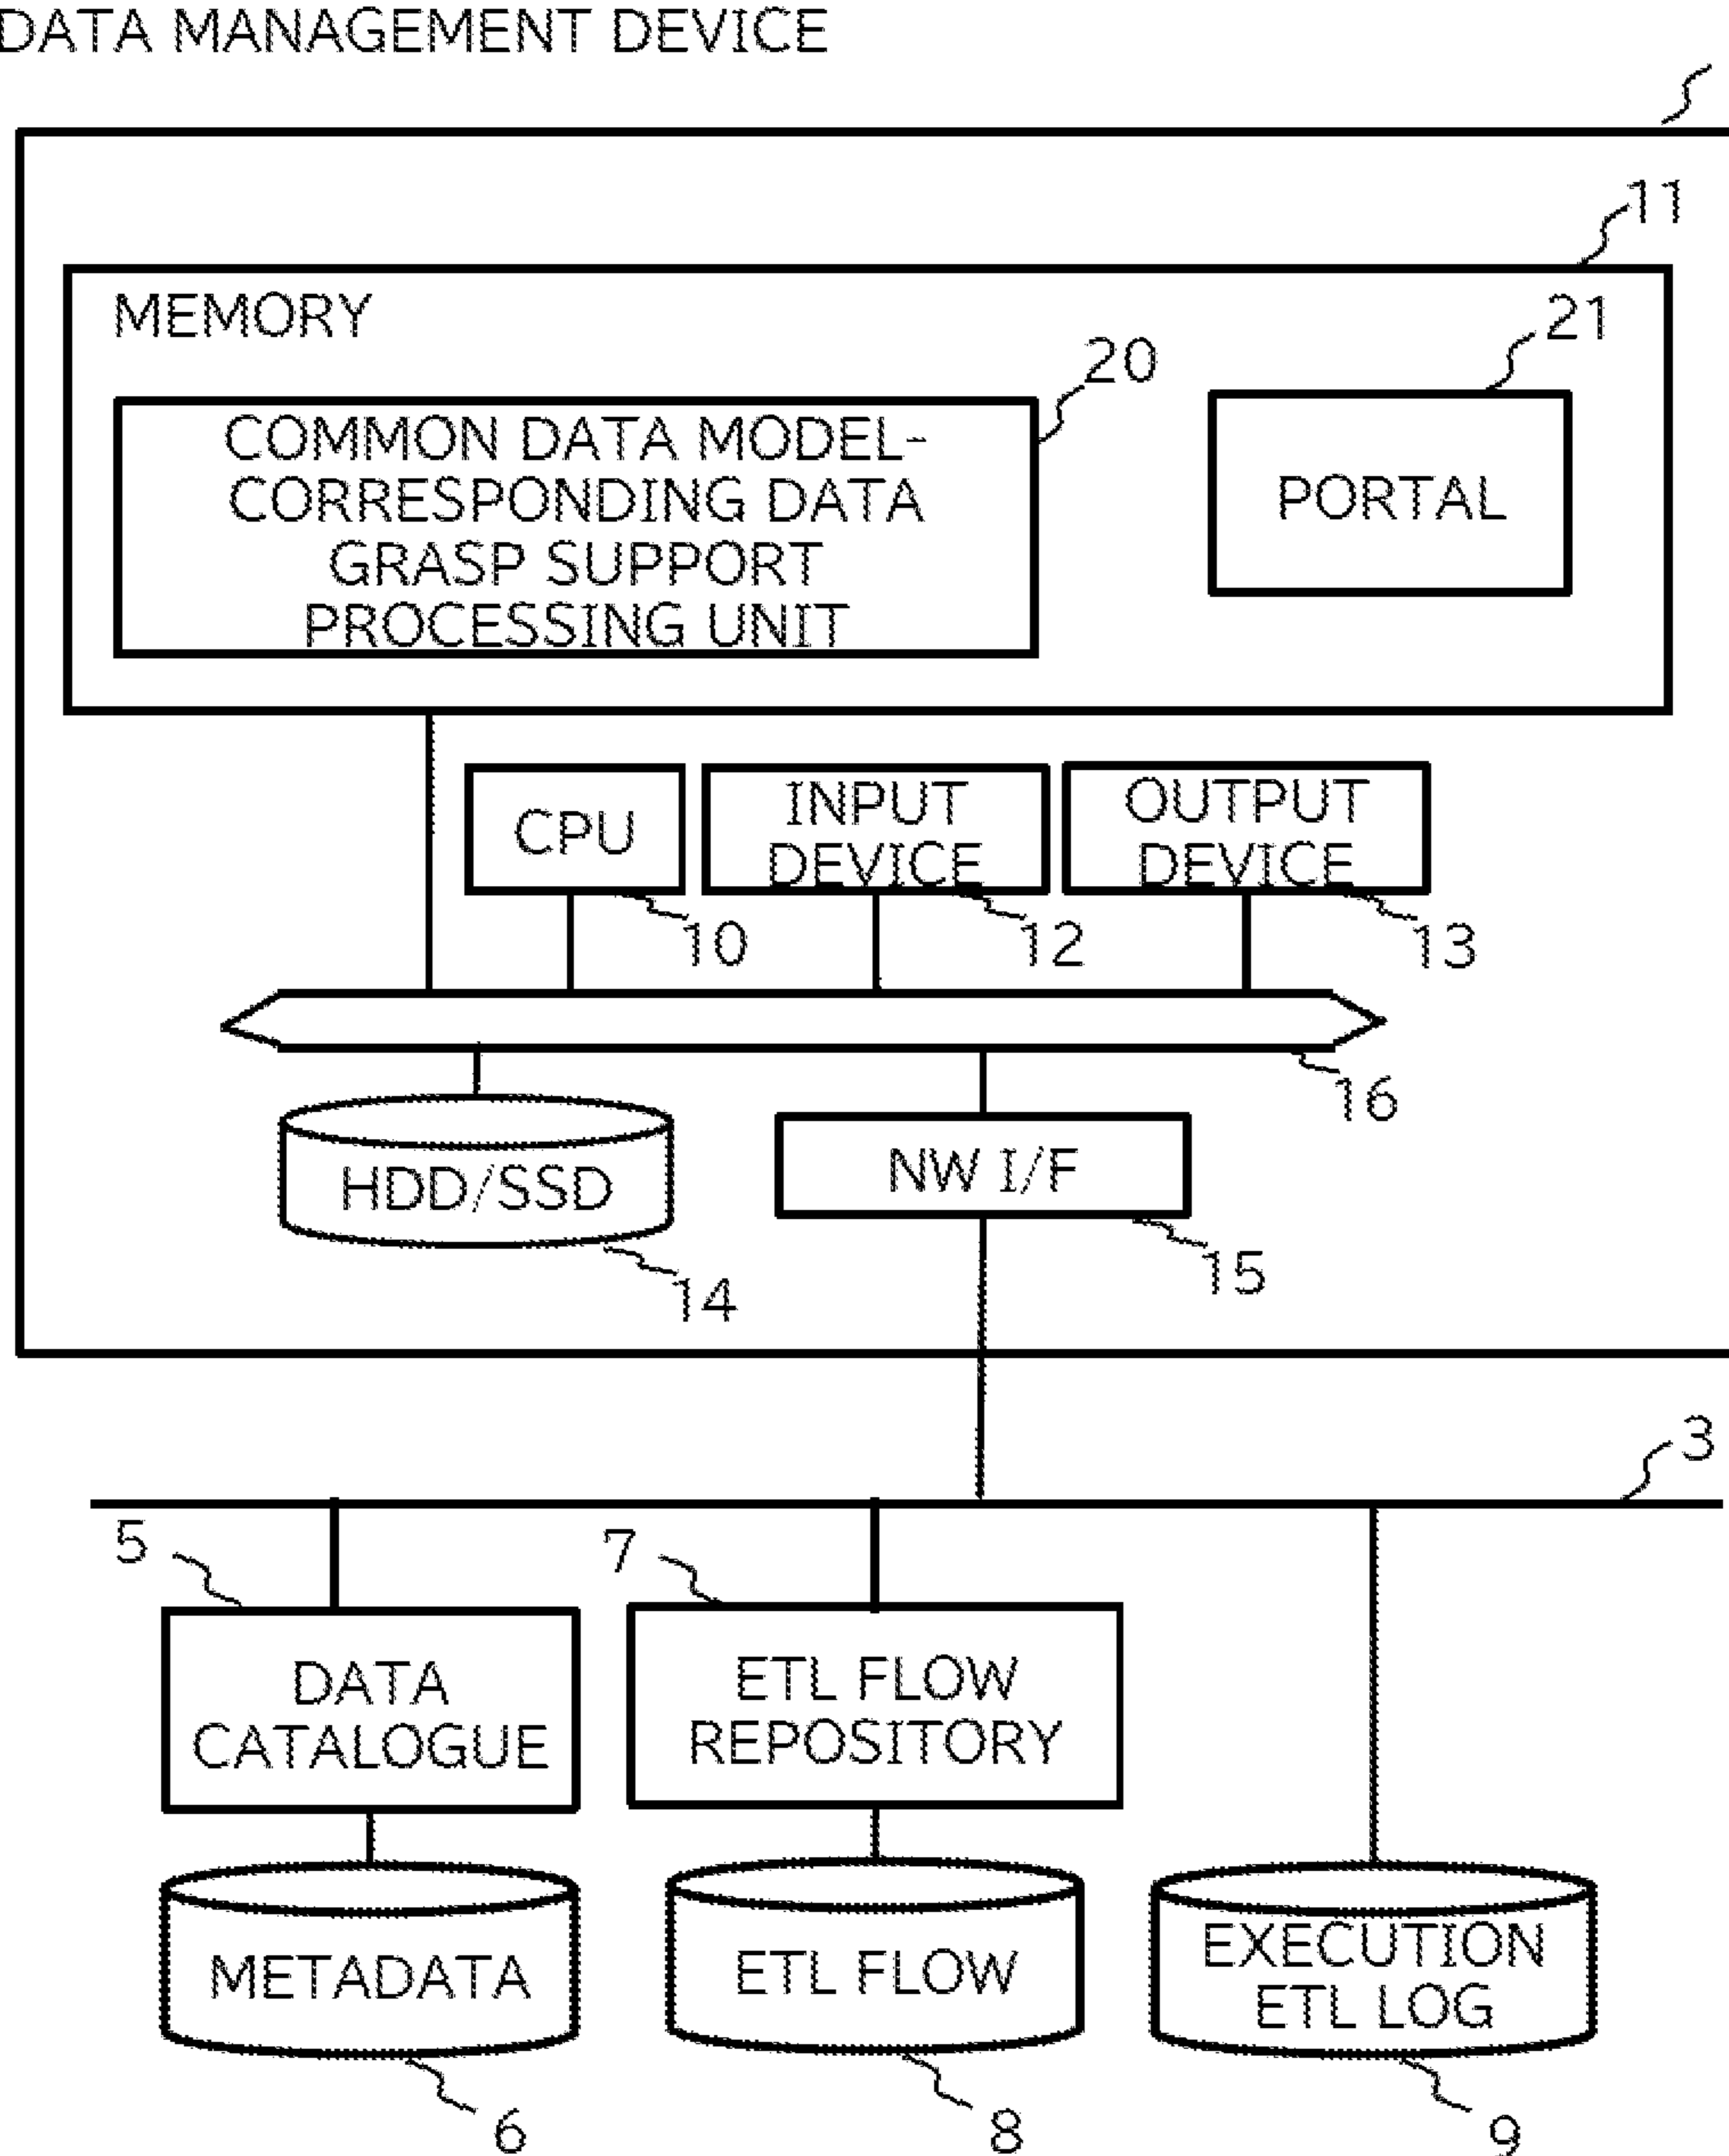 DATA MANAGEMENT DEVICE
11
MEMORY
21
20
COMMON DATA MODEL-
CORRESPONDING DATA
GRASP SUPPORT
PROCESSING UNIT
PORTAL
CPU
INPUT
DEVICE
OUTPUT
DEVICE
10
12
13
16
HDD/SSD
NW I/F
14
15
3
5
7
DATA
CATALOGUE
ETL FLOW
REPOSITORY
METADATA
ETL FLOW
EXECUTION
ETL LOG
6
8
9